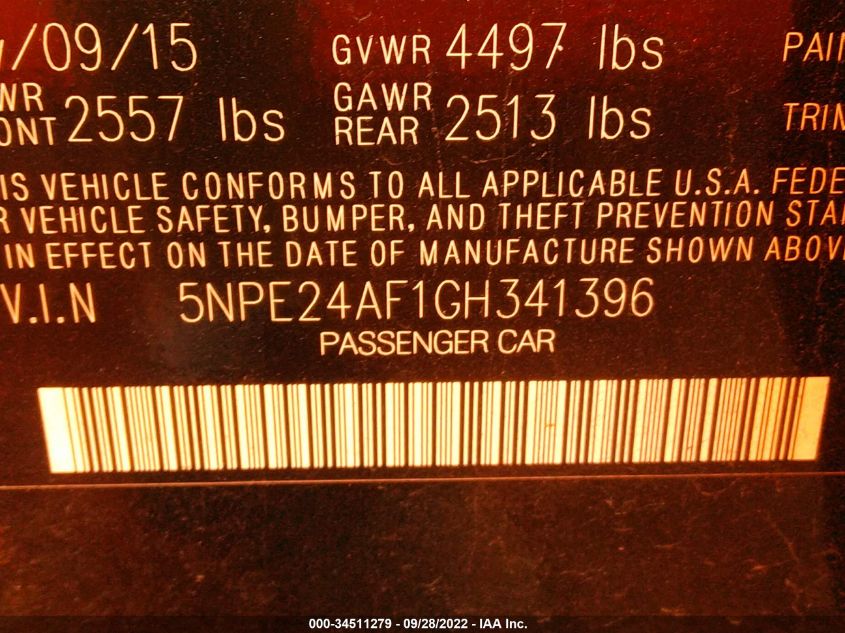 /09/15 GVWR 4497 lbs PAI
WR ONT 2557 lbs GAWR REAR 2513 lbs TRIM
IS VEHICLE CONFORMS TO ALL APPLICABLE U.S.A. FEDE
R VEHICLE SAFETY, BUMPER, AND THEFT PREVENTION STA
IN EFFECT ON THE DATE OF MANUFACTURE SHOWN ABOV
V.I.N 5NPE24AF1GH341396
PASSENGER CAR
000-34511279 - 09/28/2022 - IAA Inc.